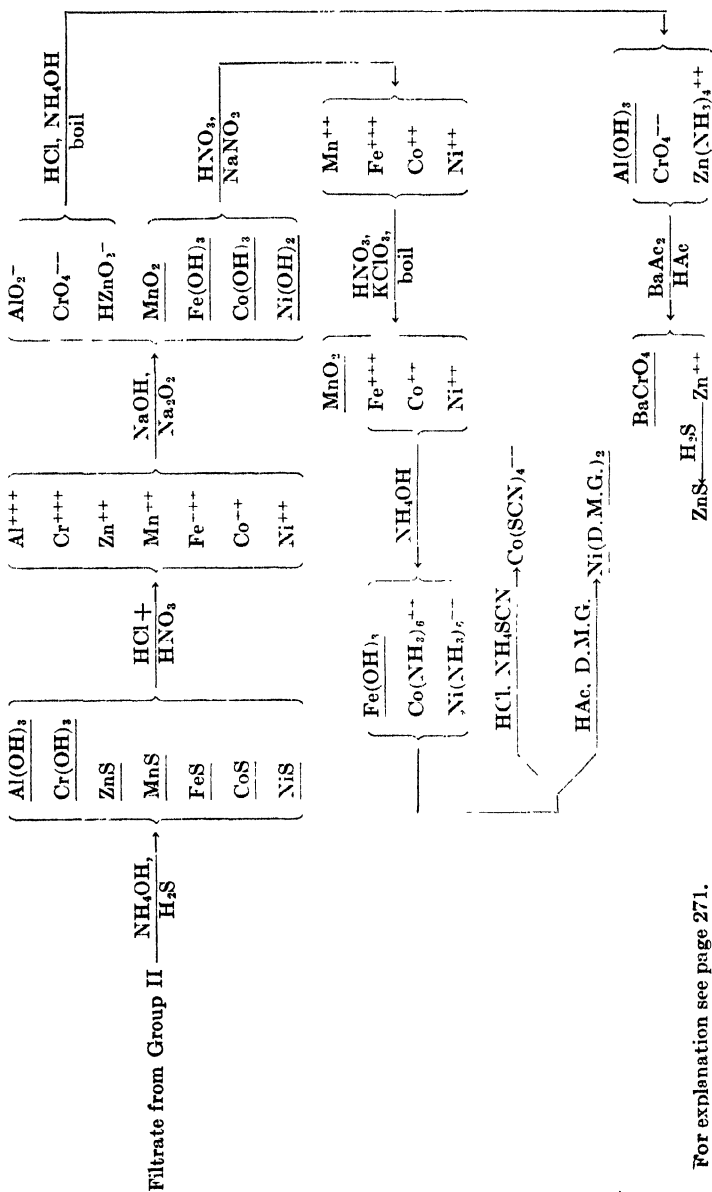 Filtrate from Group II
NH₄OH,
H₂S
Al(OH)₃
Cr(OH)₃
ZnS
MnS
FeS
CoS
NiS
HCl+
HNO₃
Al+++
Cr+++
Zn++
Mn++
Fe+++
Co++
Ni++
NaOH,
Na₂O₂
AlO₂-
CrO₄--
HZnO₂-
MnO₂
Fe(OH)₃
Co(OH)₃
Ni(OH)₂
HCl, NH₄OH
boil
HNO₃,
NaNO₂
Mn++
Fe+++
Co++
Ni++
HNO₃,
KClO₃,
boil
MnO₂
Fe+++
Co++
Ni++
NH₄OH
Fe(OH)₃
Co(NH₃)₆++
Ni(NH₃)
HCl, NH₄SCN
Co(SCN)₄--
HAc, D.M.G.
Ni(D.M.G.)₂
Al(OH)₃
CrO₄--
Zn(NH₃)₄++
BaAc₂
HAc
BaCrO₄
Zn++
H₂S
ZnS
For explanation see page 271.